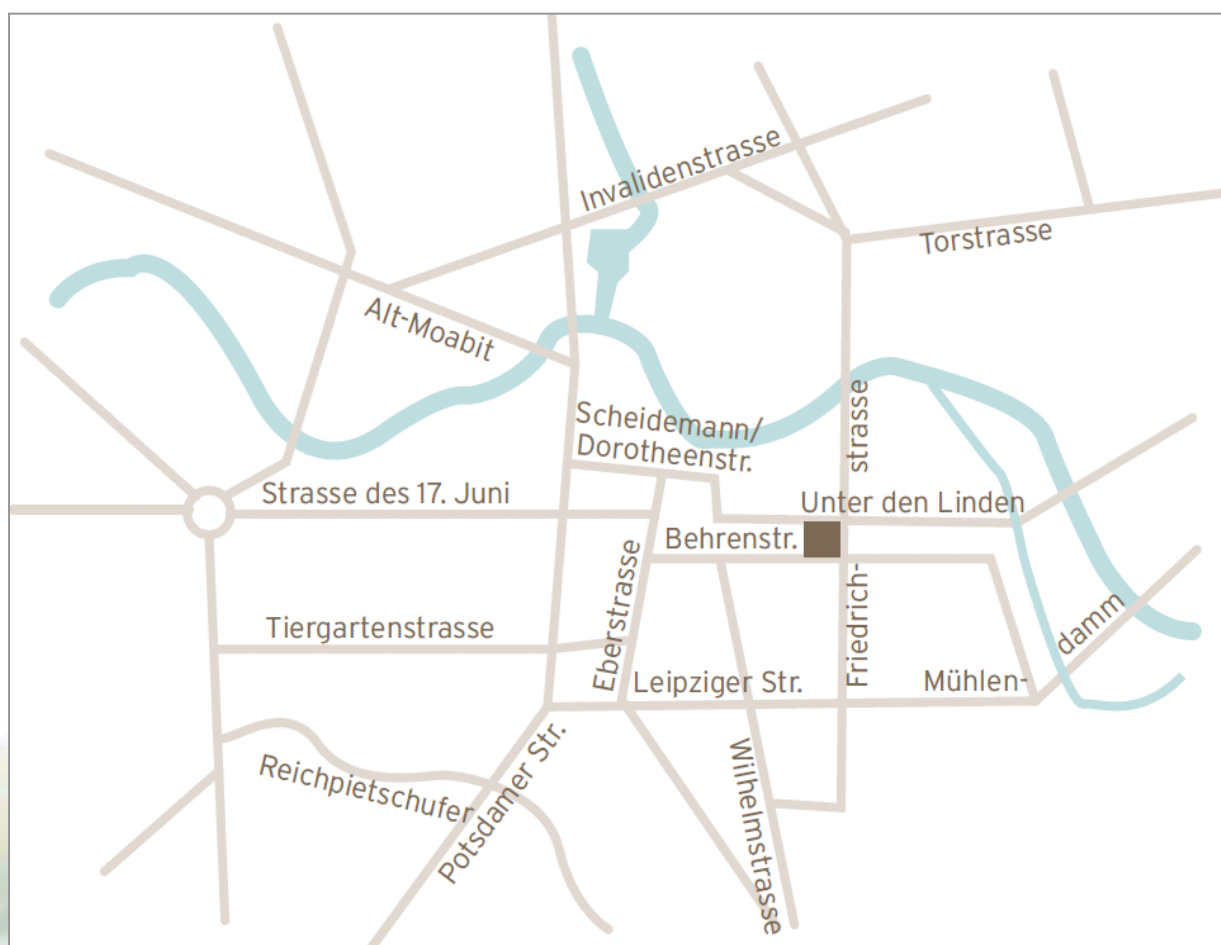 Invalidenstrasse
Torstrasse
Alt-Moabit
Scheidemann/
Dorotheenstr.
strasse
Strasse des 17. Juni
Unter den Linden
Behrenstr.
Friedrich-
Eberstrasse
damm
Tiergartenstrasse
Leipziger Str.
Mühlen-
Reichpietschufer
Potsdamer Str.
Wilhelmstrasse